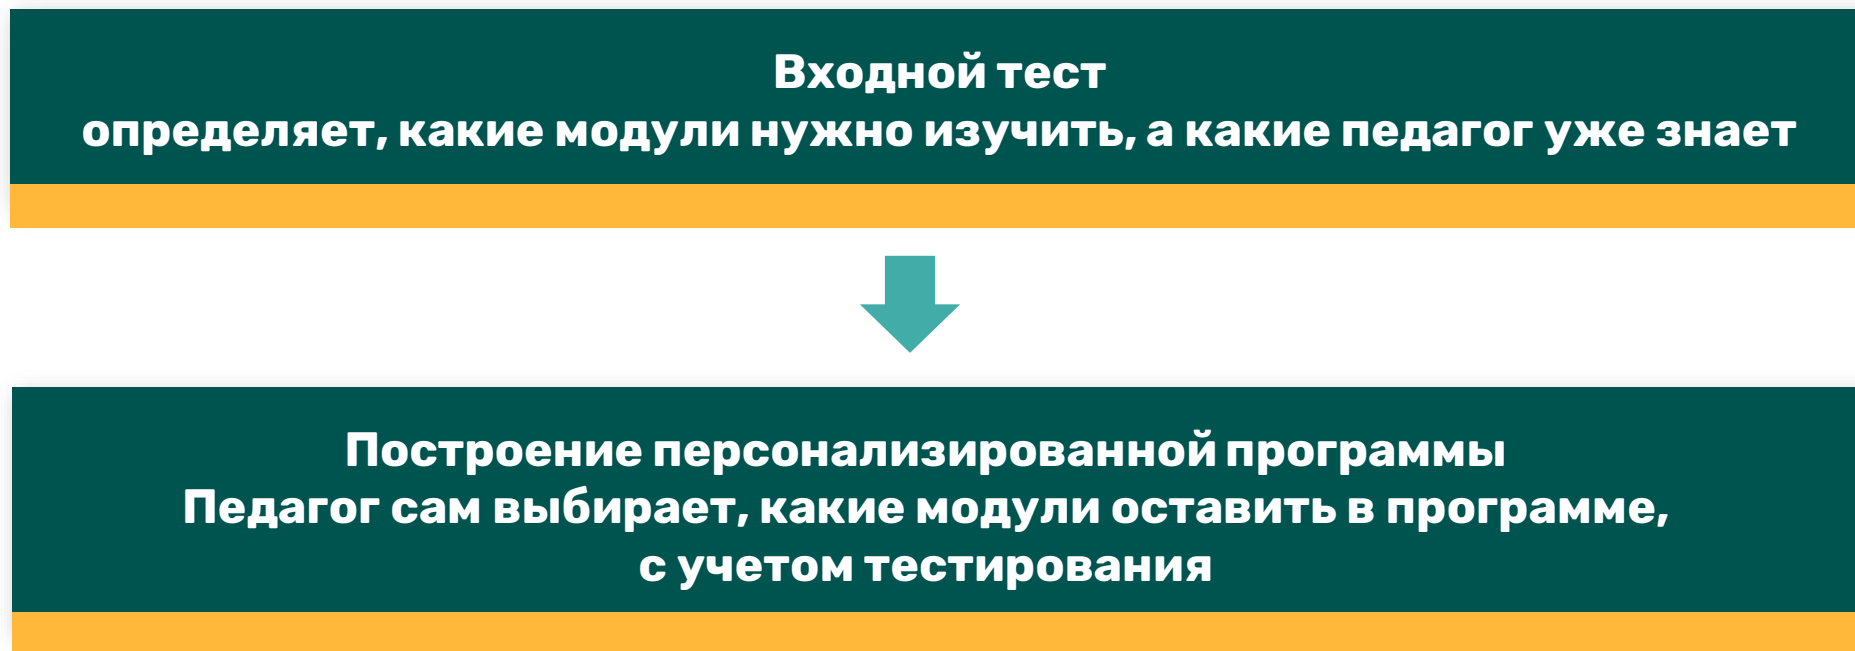 Входной тест
определяет, какие модули нужно изучить, а какие педагог уже знает
Построение персонализированной программы
Педагог сам выбирает, какие модули оставить в программе,
с учетом тестирования